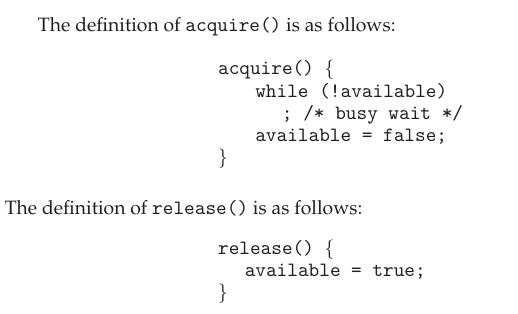 The definition of acquire() is as follows:
acquire() {
while (!available)
; /* busy wait */
available = false;
}
The definition of release() is as follows:
release() {
available = true;
}